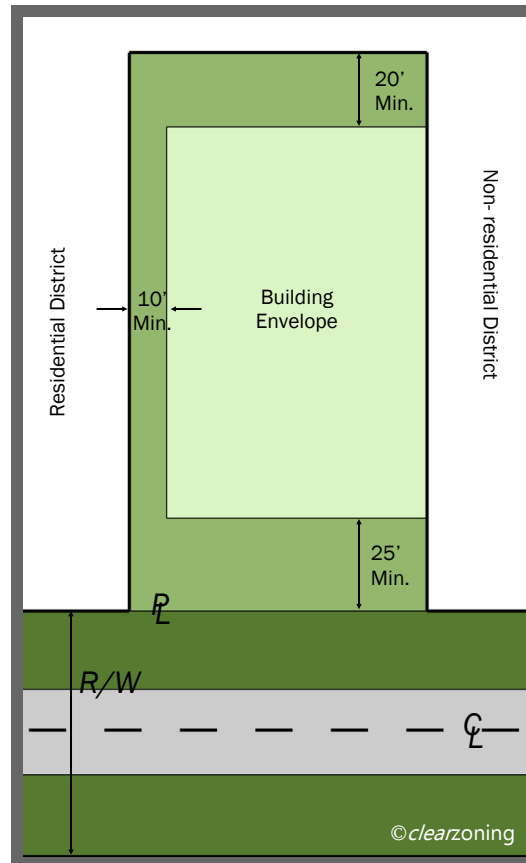 20’
Min.
Residential District
10’
Min.
Building
Envelope
Non- residential District
25’
Min.
PL
R/W
CL
©clearzoning